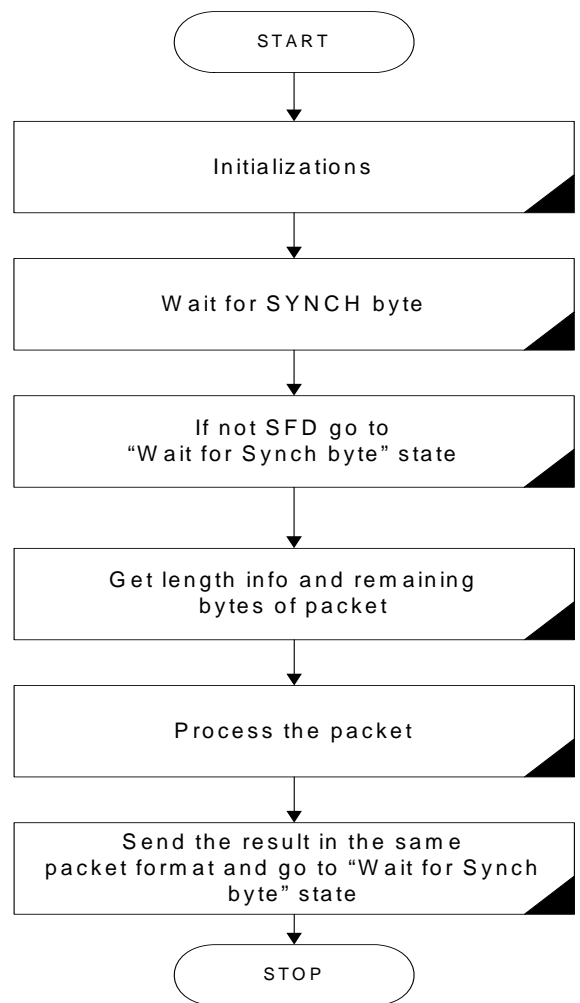 START
Initializations
Wait for SYNCH byte
If not SFD go to
“Wait for Synch byte” state
Get length info and remaining
bytes of packet
Process the packet
Send the result in the same
packet format and go to “Wait for Synch
byte” state
STOP